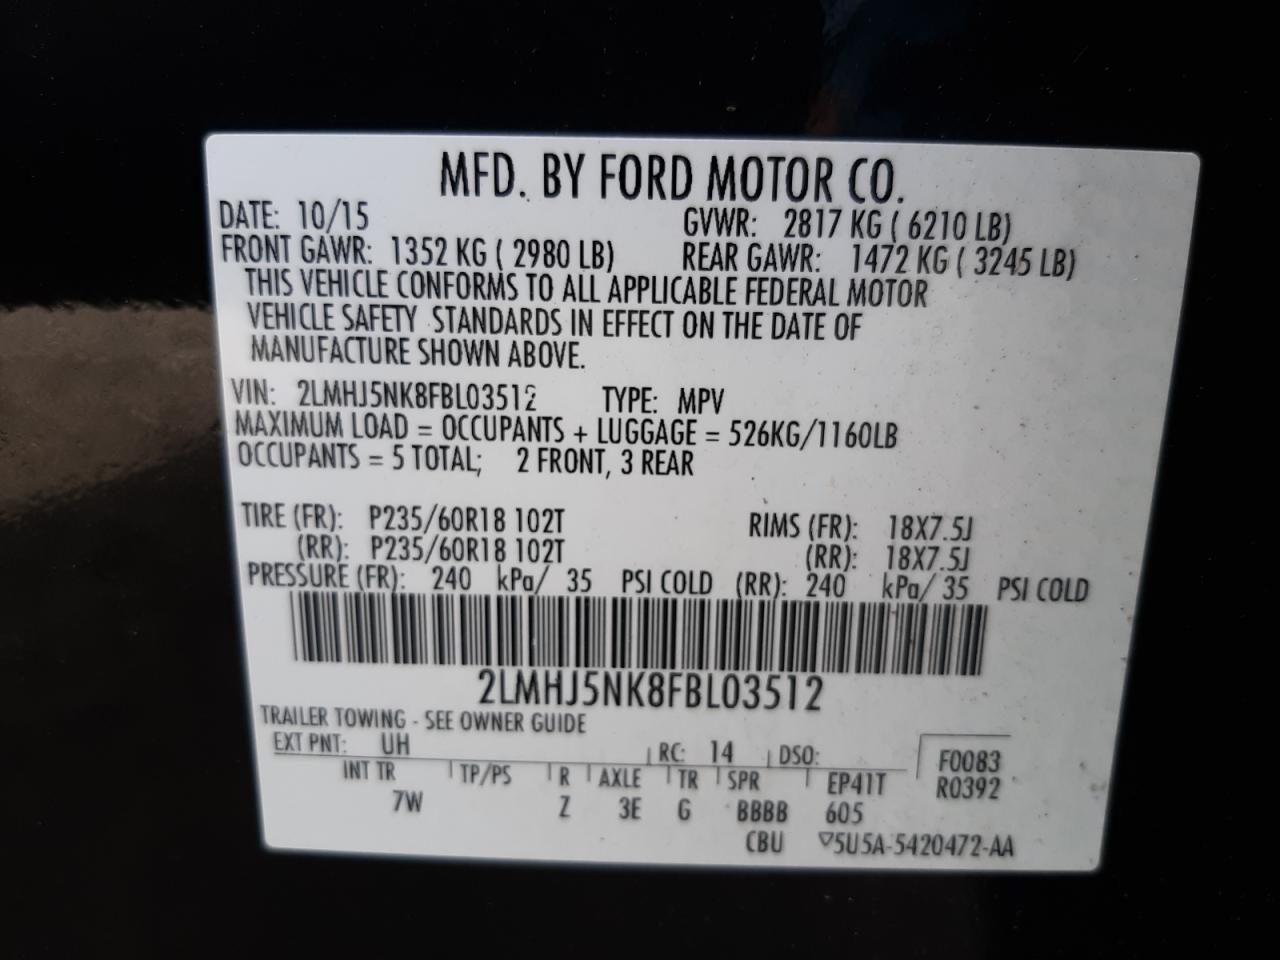 MFD. BY FORD MOTOR CO.
DATE: 10/15 GVWR: 2817 KG ( 6210 LB)
FRONT GAWR: 1352 KG ( 2980 LB) REAR GAWR: 1472 KG ( 3245 LB)
THIS VEHICLE CONFORMS TO ALL APPLICABLE FEDERAL MOTOR
VEHICLE SAFETY STANDARDS IN EFFECT ON THE DATE OF
MANUFACTURE SHOWN ABOVE.
VIN: 2LMHJ5NK8FBL03512 TYPE: MPV
MAXIMUM LOAD = OCCUPANTS + LUGGAGE = 526KG/1160LB
OCCUPANTS = 5 TOTAL; 2 FRONT, 3 REAR
TIRE (FR): P235/60R18 102T RIMS (FR): 18X7.5J
(RR): P235/60R18 102T (RR): 18X7.5J
PRESSURE (FR): 240 kPa/ 35 PSI COLD (RR): 240 kPa/ 35 PSI COLD
2LMHJ5NK8FBL03512
TRAILER TOWING - SEE OWNER GUIDE
EXT PNT: UH RC: 14 DSO: F0083
INT TR TP/PS R AXLE TR SPR EP41T R0392
7W Z 3E G BBBB 605
CBU ▽5U5A-5420472-AA